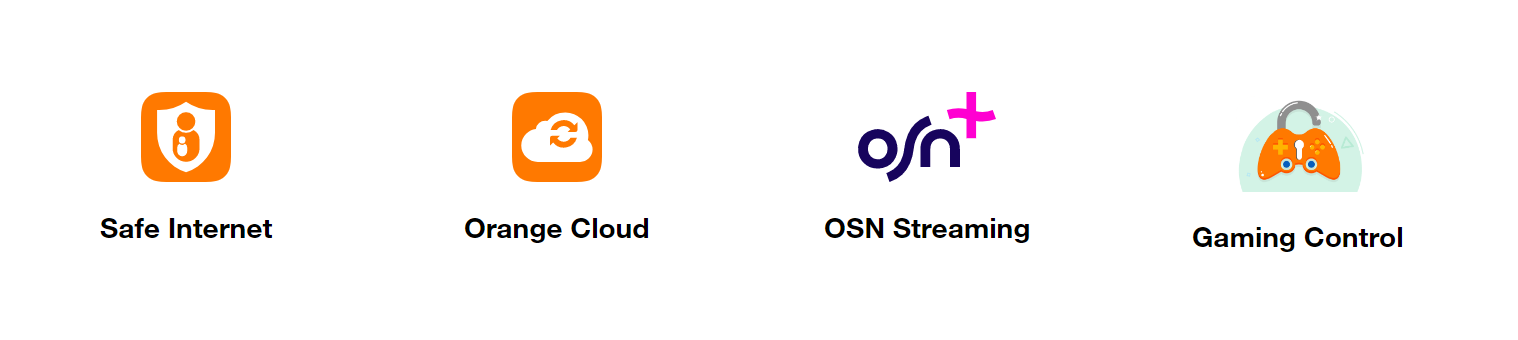 osn+
Safe Internet
Orange Cloud
OSN Streaming
Gaming Control